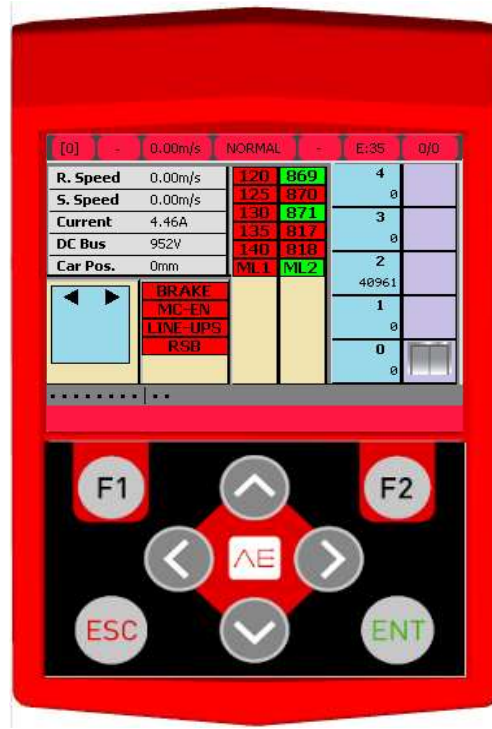 [0] - 0.00m/s NORMAL - E:35 0/0
R. Speed 0.00m/s
S. Speed 0.00m/s
Current 4.46A
DC Bus 952V
Car Pos. 0mm
120 869
125 870
130 871
135 817
140 818
ML1 ML2
BRAKE
MC-EN
LINE-UPS
RSB
4
0
3
0
2
40961
1
0
0
0
F1
F2
ΛE
ESC
ENT